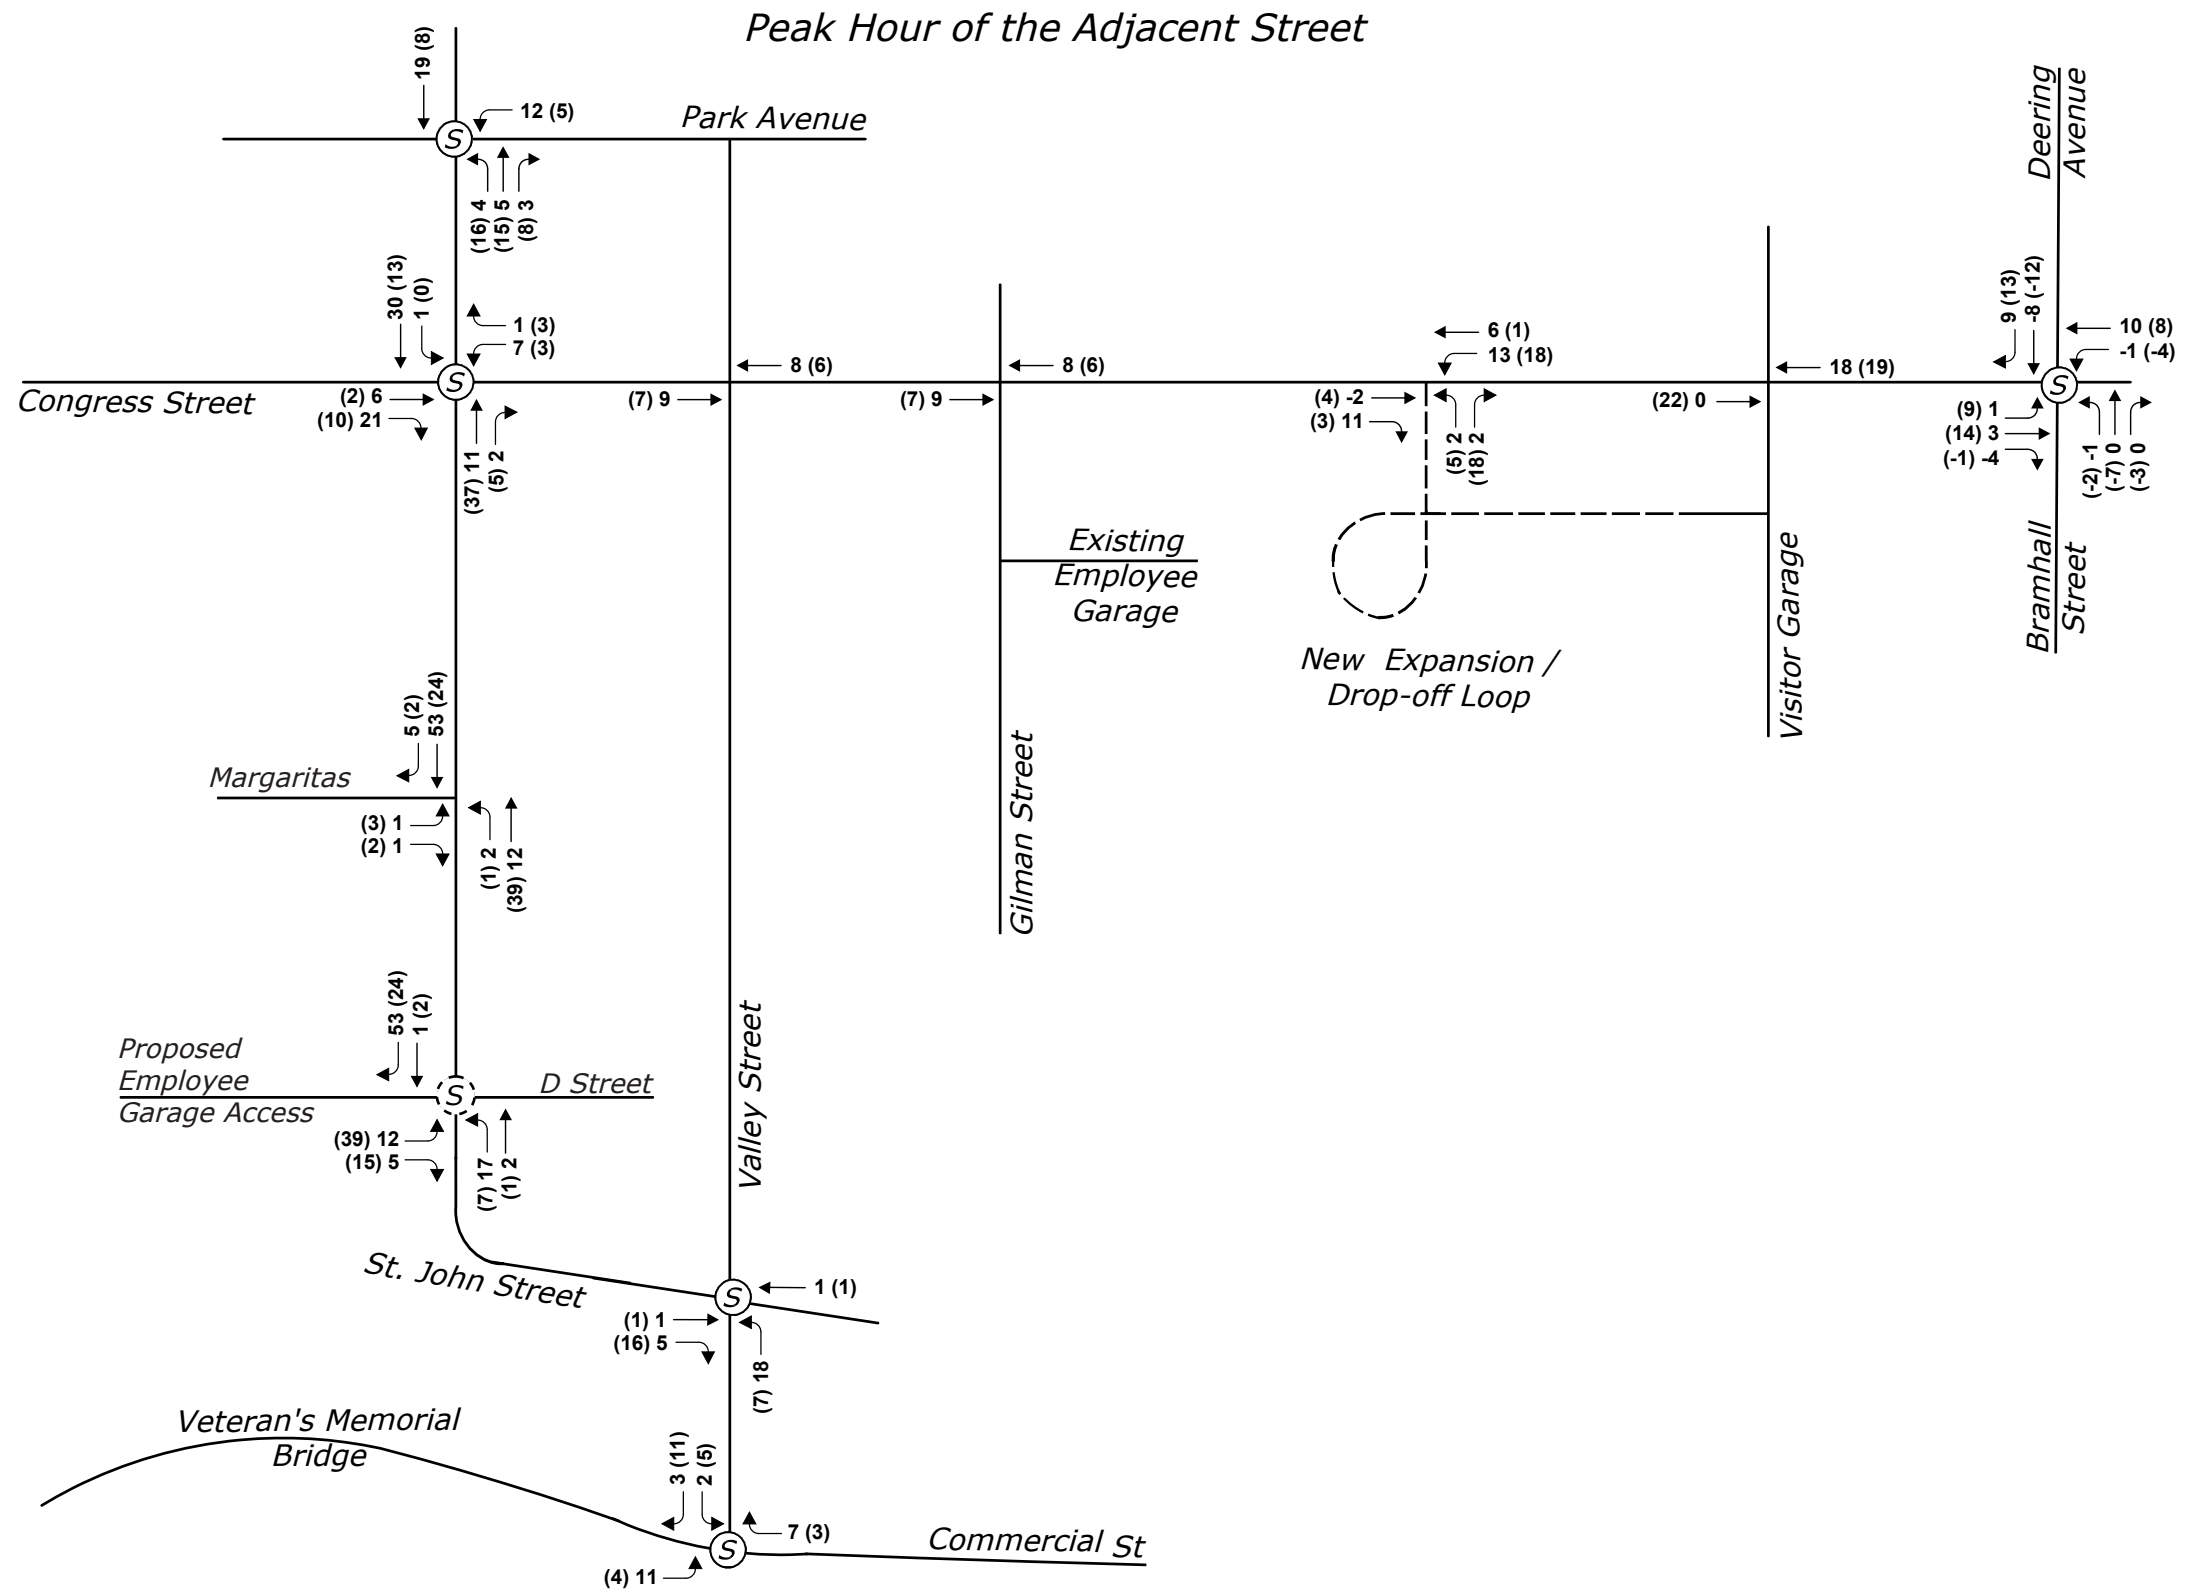 Peak Hour of the Adjacent Street
19 (8)
12 (5)
Park Avenue
S
(16) 4
(15) 5
(8) 3
Deering
Avenue
30 (13)
1 (0)
1 (3)
7 (3)
Congress Street
S
(2) 6
(10) 21
(37) 11
(5) 2
8 (6)
(7) 9
8 (6)
(7) 9
6 (1)
13 (18)
(4) -2
(3) 11
(5) 2
(18) 2
18 (19)
(22) 0
9 (13)
-8 (-12)
10 (8)
-1 (-4)
S
(9) 1
(14) 3
(-1) -4
(-2) -1
(-7) 0
(-3) 0
Existing
Employee
Garage
New Expansion /
Drop-off Loop
Visitor Garage
Bramhall
Street
Gilman Street
5 (2)
53 (24)
Margaritas
(3) 1
(2) 1
(1) 2
(39) 12
53 (24)
1 (2)
Proposed
Employee
Garage Access
S
D Street
(39) 12
(15) 5
(7) 17
(1) 2
Valley Street
St. John Street
S
1 (1)
(1) 1
(16) 5
(7) 18
Veteran's Memorial
Bridge
3 (11)
2 (5)
7 (3)
S
Commercial St
(4) 11